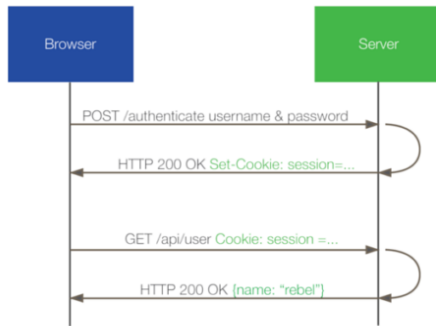 Browser
Server
POST /authenticate username & password
HTTP 200 OK Set-Cookie: session=...
GET /api/user Cookie: session =...
HTTP 200 OK {name: “rebel”}